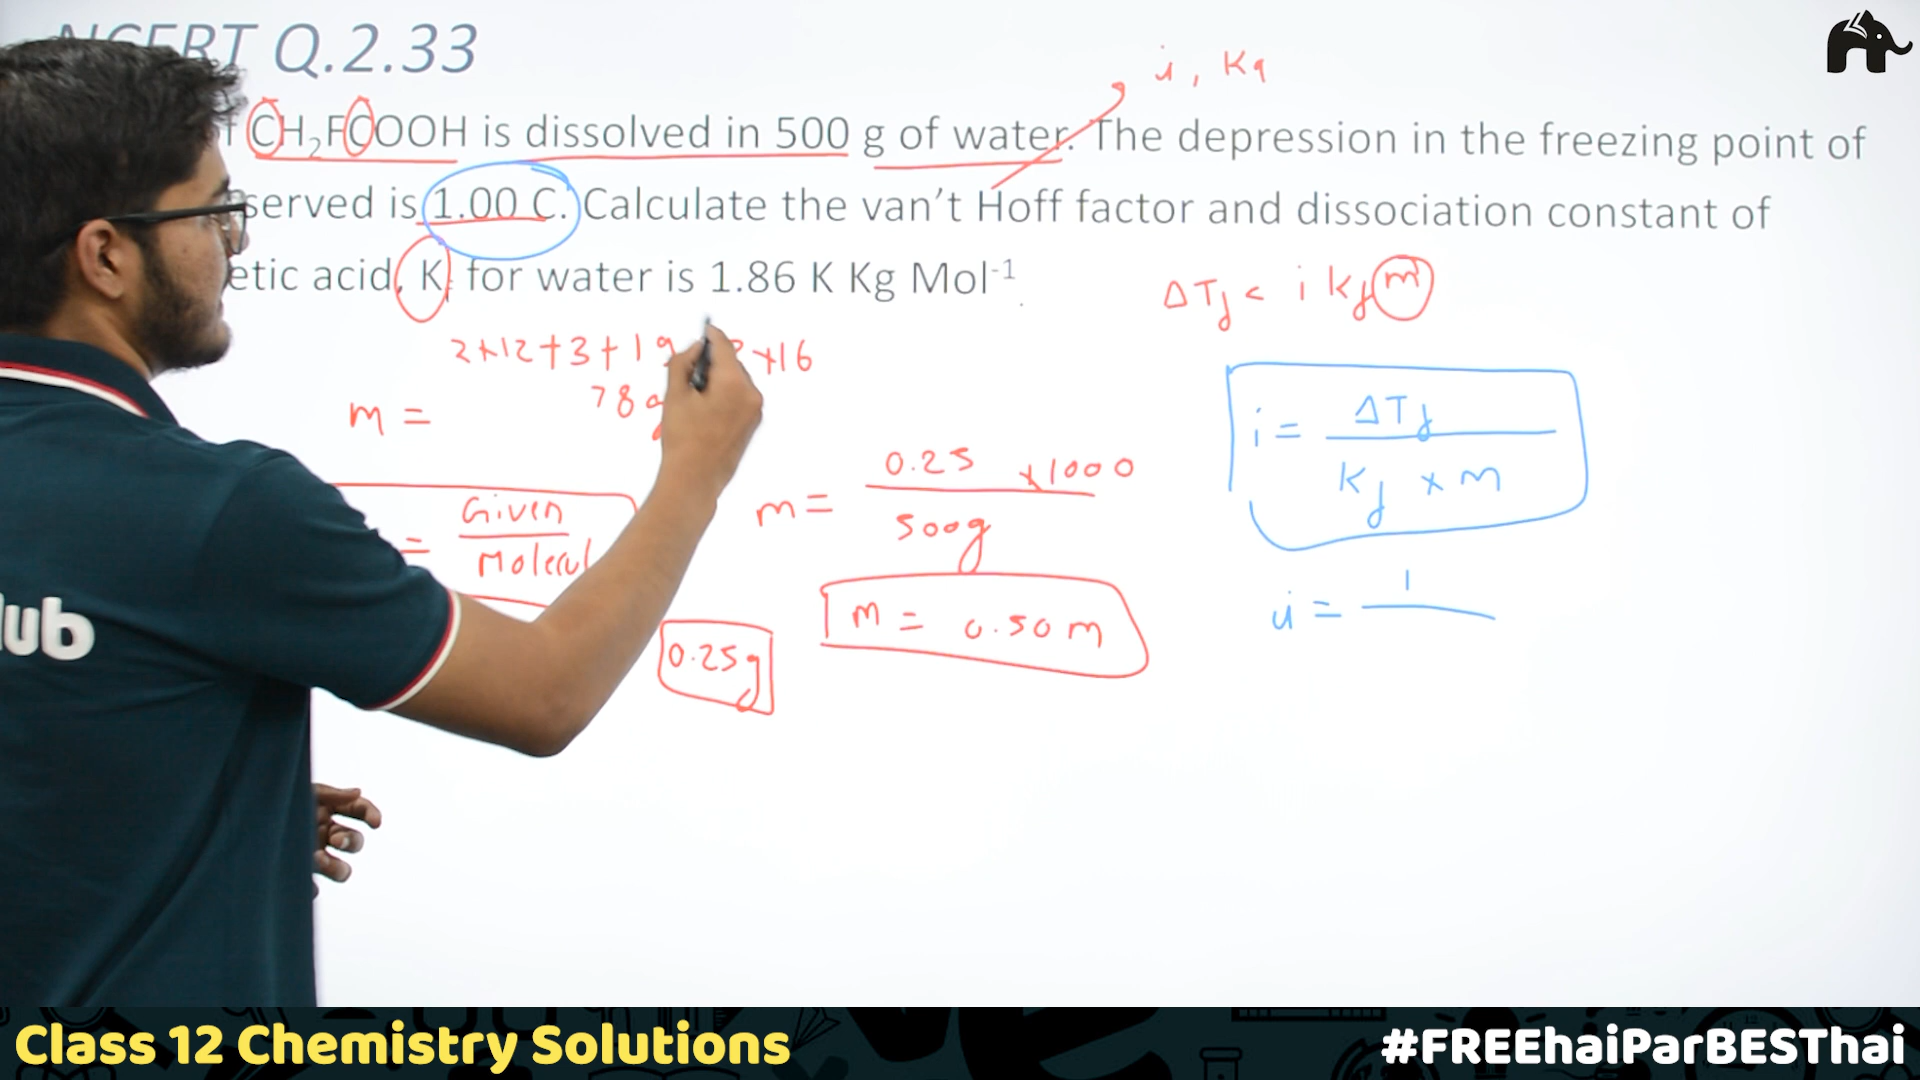 NCERT Q.2.33
i, Ka
CH₂FCOOH is dissolved in 500 g of water. The depression in the freezing point of
served is 1.00 C. Calculate the van’t Hoff factor and dissociation constant of
etic acid, Kf for water is 1.86 K Kg Mol⁻¹
ΔTf = i kf m
2×12+3+19 ×16
78g
m =
i = ΔTf / Kf × m
= Given / Molecul
m = 0.25 / 500g ×1000
i = 1
m = 0.50 m
0.25g
lub
Class 12 Chemistry Solutions
#FREEhaiParBESThai